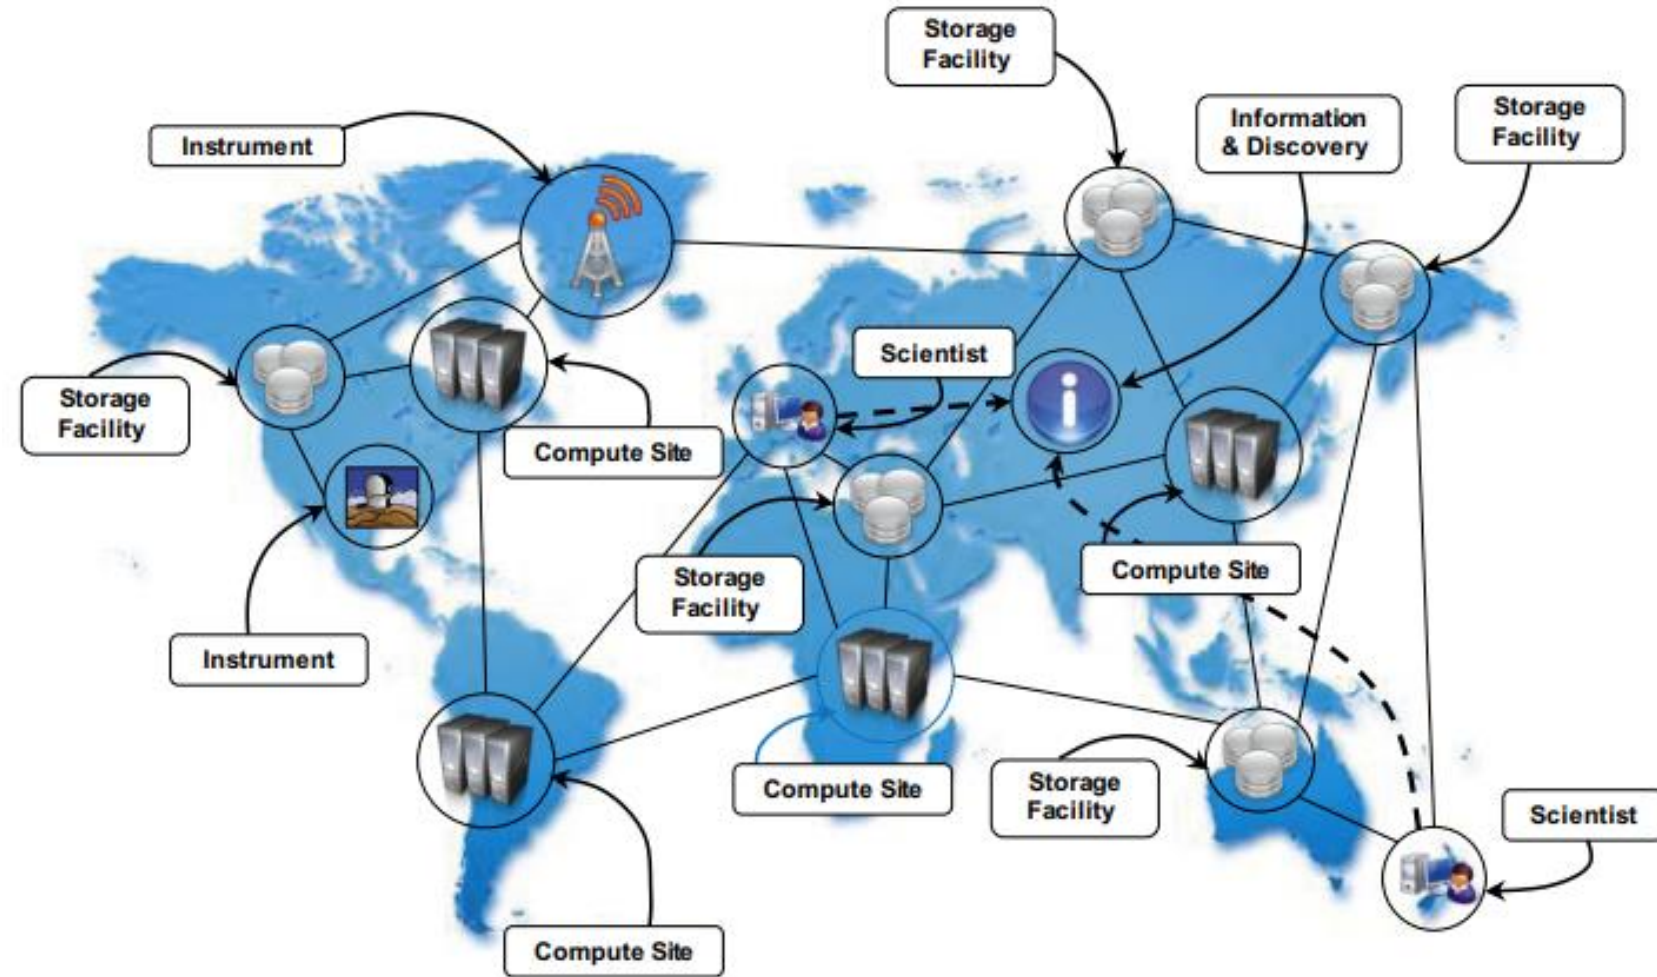 Storage
Facility
Information
& Discovery
Storage
Facility
Instrument
Scientist
Storage
Facility
Compute Site
Storage
Facility
Compute Site
Instrument
Compute Site
Storage
Facility
Scientist
Compute Site